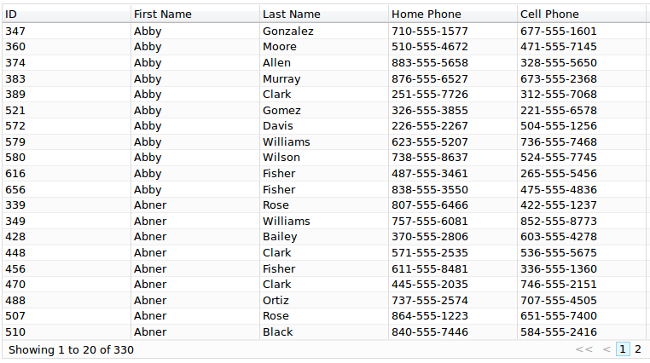 ID First Name Last Name Home Phone Cell Phone
347 Abby Gonzalez 710-555-1577 677-555-1601
360 Abby Moore 510-555-4672 471-555-7145
374 Abby Allen 883-555-5658 328-555-5650
383 Abby Murray 876-555-6527 673-555-2368
389 Abby Clark 251-555-7726 312-555-7068
521 Abby Gomez 326-555-3855 221-555-6578
572 Abby Davis 226-555-2267 504-555-1256
579 Abby Williams 623-555-5207 736-555-7468
580 Abby Wilson 738-555-8637 524-555-7745
616 Abby Fisher 487-555-3461 265-555-5456
656 Abby Fisher 838-555-3550 475-555-4836
339 Abner Rose 807-555-6466 422-555-1237
349 Abner Williams 757-555-6081 852-555-8773
428 Abner Bailey 370-555-2806 603-555-4278
448 Abner Clark 571-555-2535 536-555-5675
456 Abner Fisher 611-555-8481 336-555-1360
470 Abner Clark 445-555-2035 746-555-2151
488 Abner Ortiz 737-555-2574 707-555-4505
507 Abner Rose 864-555-1223 651-555-7400
510 Abner Black 840-555-7446 584-555-2416
Showing 1 to 20 of 330 << < 1 2